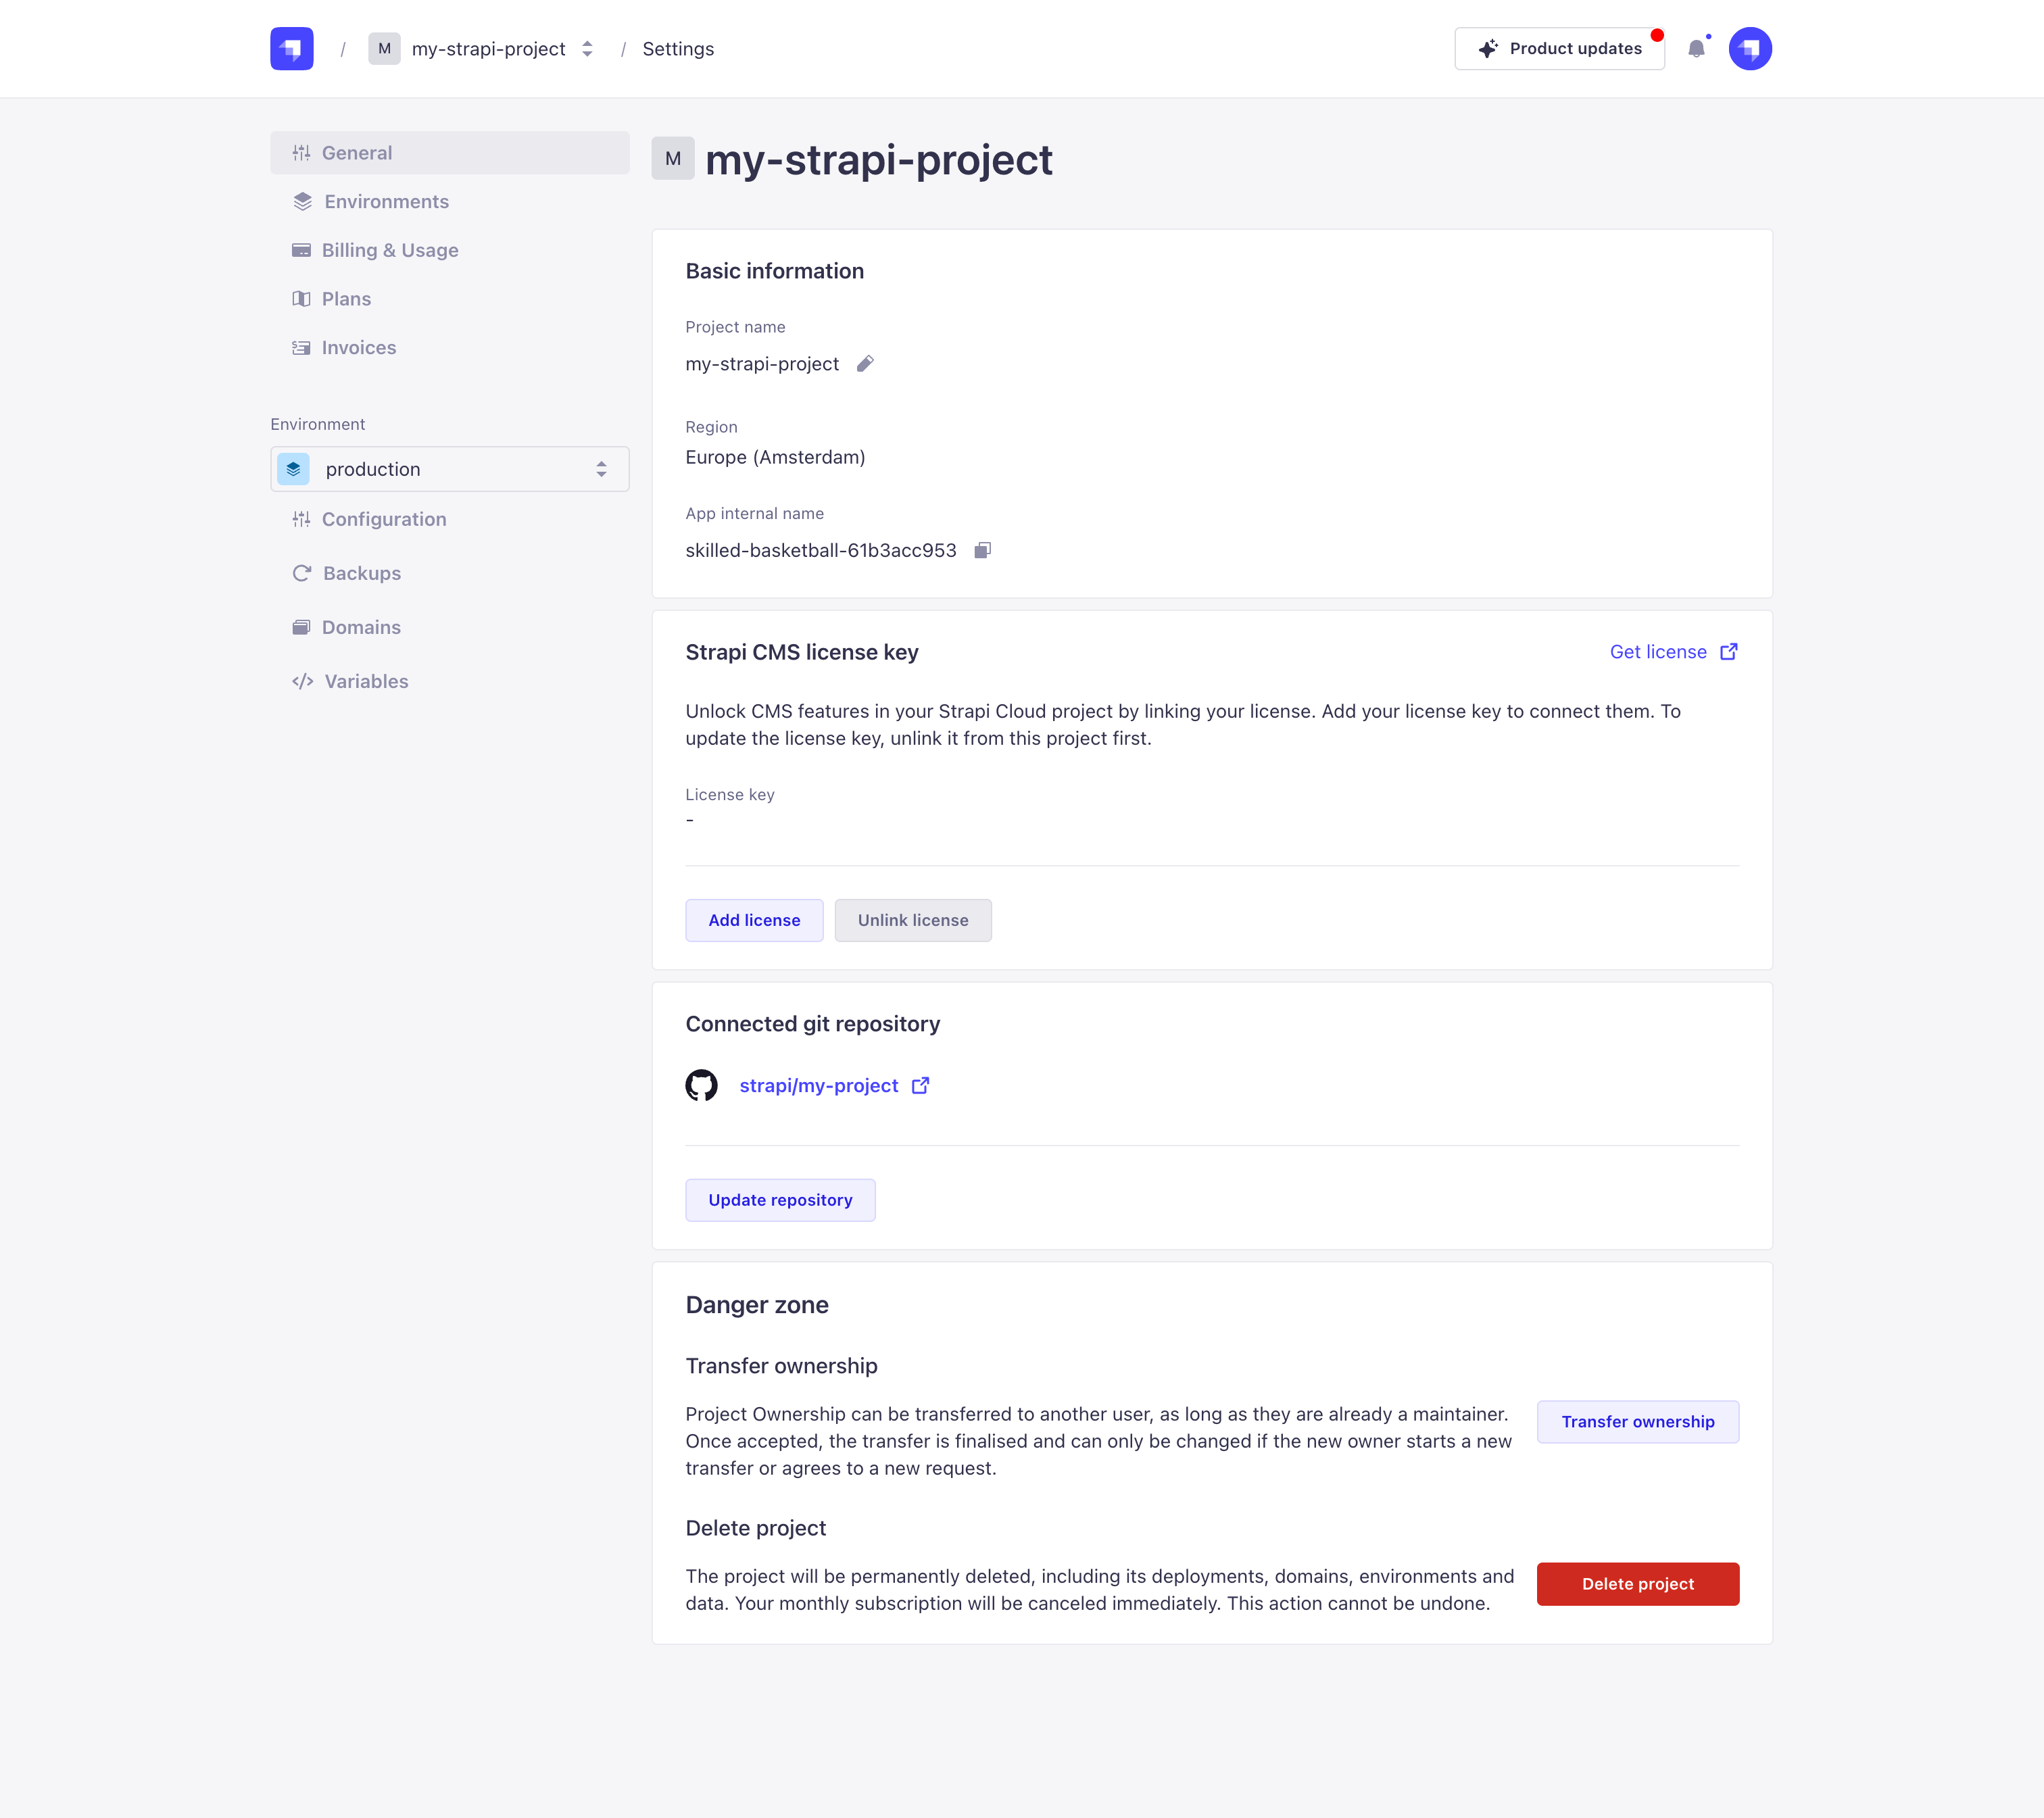 / M my-strapi-project / Settings
Product updates
General
Environments
Billing & Usage
Plans
Invoices
Environment
production
Configuration
Backups
Domains
Variables
M my-strapi-project
Basic information
Project name
my-strapi-project
Region
Europe (Amsterdam)
App internal name
skilled-basketball-61b3acc953
Strapi CMS license key
Get license
Unlock CMS features in your Strapi Cloud project by linking your license. Add your license key to connect them. To
update the license key, unlink it from this project first.
License key
-
Add license
Unlink license
Connected git repository
strapi/my-project
Update repository
Danger zone
Transfer ownership
Project Ownership can be transferred to another user, as long as they are already a maintainer.
Once accepted, the transfer is finalised and can only be changed if the new owner starts a new
transfer or agrees to a new request.
Transfer ownership
Delete project
The project will be permanently deleted, including its deployments, domains, environments and
data. Your monthly subscription will be canceled immediately. This action cannot be undone.
Delete project